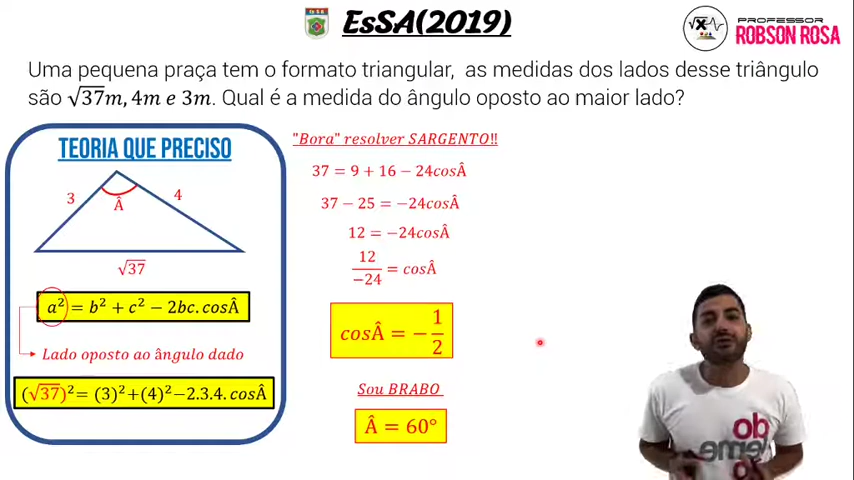 EsSA(2019)
PROFESSOR
ROBSON ROSA
Uma pequena praça tem o formato triangular, as medidas dos lados desse triângulo
são √37m, 4m e 3m. Qual é a medida do ângulo oposto ao maior lado?
TEORIA QUE PRECISO
3
4
Â
√37
a² = b² + c² − 2bc.cosÂ
Lado oposto ao ângulo dado
(√37)²= (3)²+(4)²−2.3.4.cosÂ
"Bora" resolver SARGENTO!!
37 = 9 + 16 − 24cosÂ
37 − 25 = −24cosÂ
12 = −24cosÂ
12/−24 = cosÂ
cosÂ = −1/2
Sou BRABO
Â = 60°